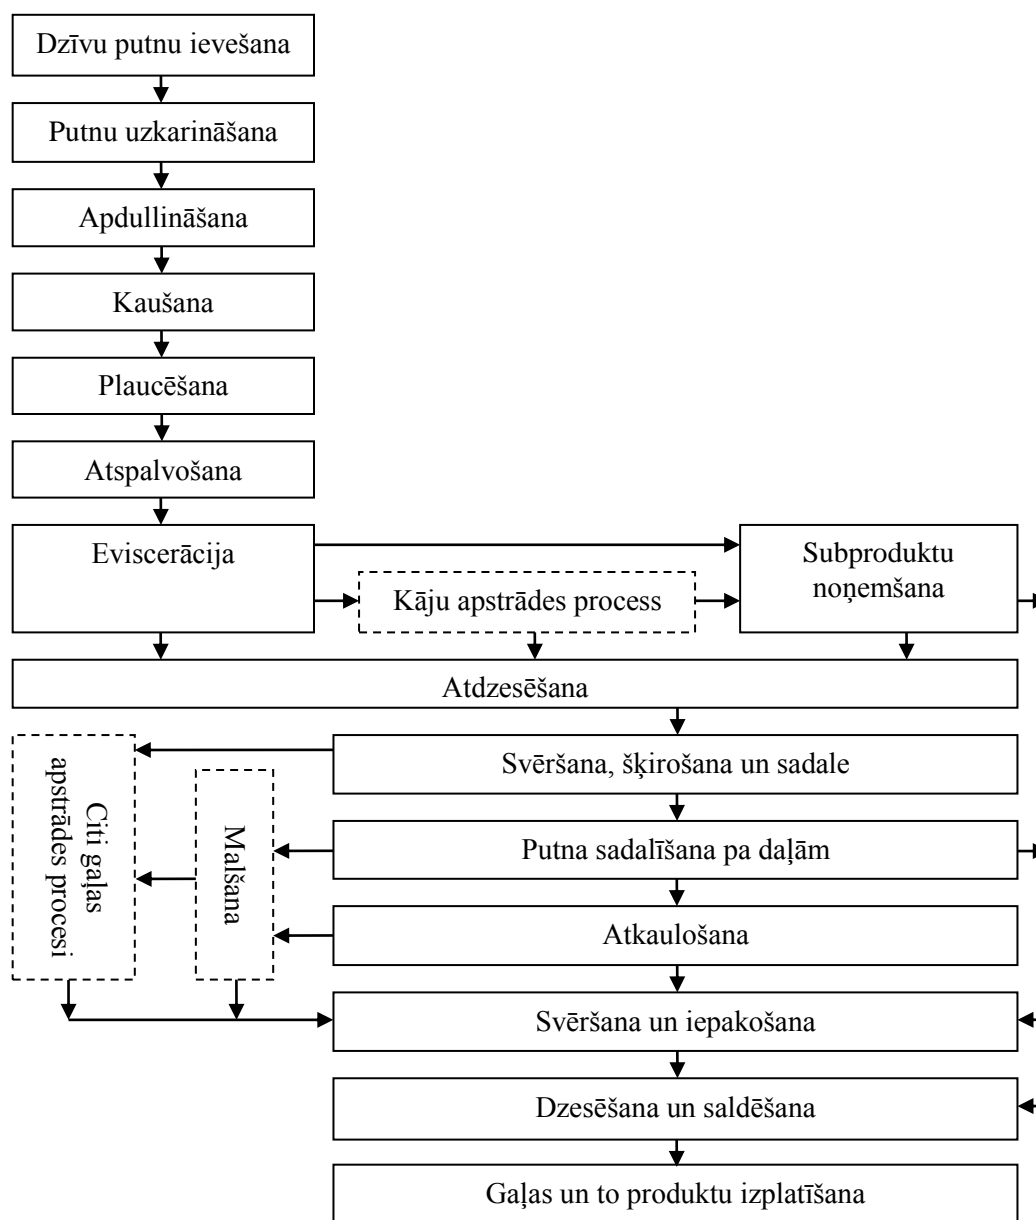 Dzīvu putnu ievešana
Putnu uzkarināšana
Apdullināšana
Kaušana
Plaucēšana
Atspalvošana
Eviscerācija
Kāju apstrādes process
Subproduktu
noņemšana
Atdzesēšana
Citi gaļas
apstrādes procesi
Malšana
Svēršana, šķirošana un sadale
Putna sadalīšana pa daļām
Atkaulošana
Svēršana un iepakošana
Dzesēšana un saldēšana
Gaļas un to produktu izplatīšana